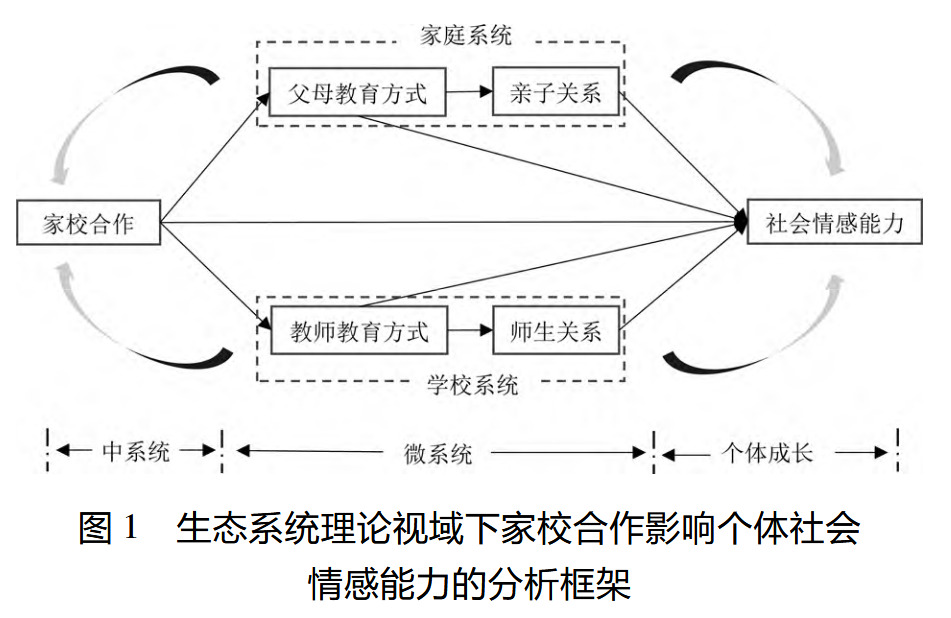 家庭系统
父母教育方式
亲子关系
家校合作
社会情感能力
教师教育方式
师生关系
学校系统
中系统
微系统
个体成长
图 1 生态系统理论视域下家校合作影响个体社会
情感能力的分析框架